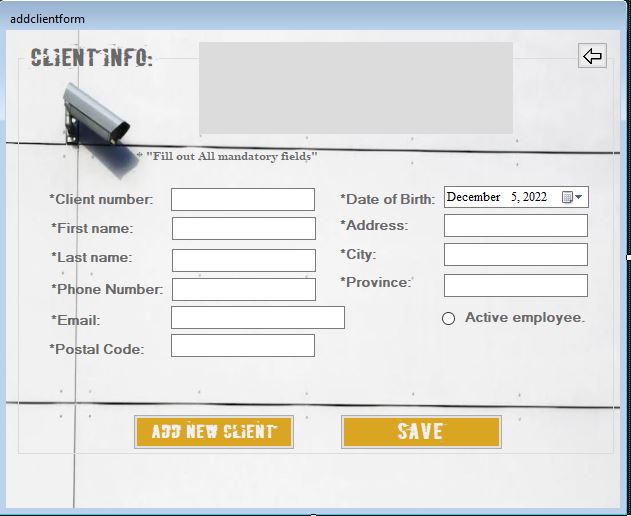 addclientform
CLIENT INFO:
* "Fill out All mandatory fields"
*Client number:
*Date of Birth:
December 5, 2022
*First name:
*Address:
*Last name:
*City:
*Phone Number:
*Province:
*Email:
Active employee.
*Postal Code:
ADD NEW CLIENT
SAVE